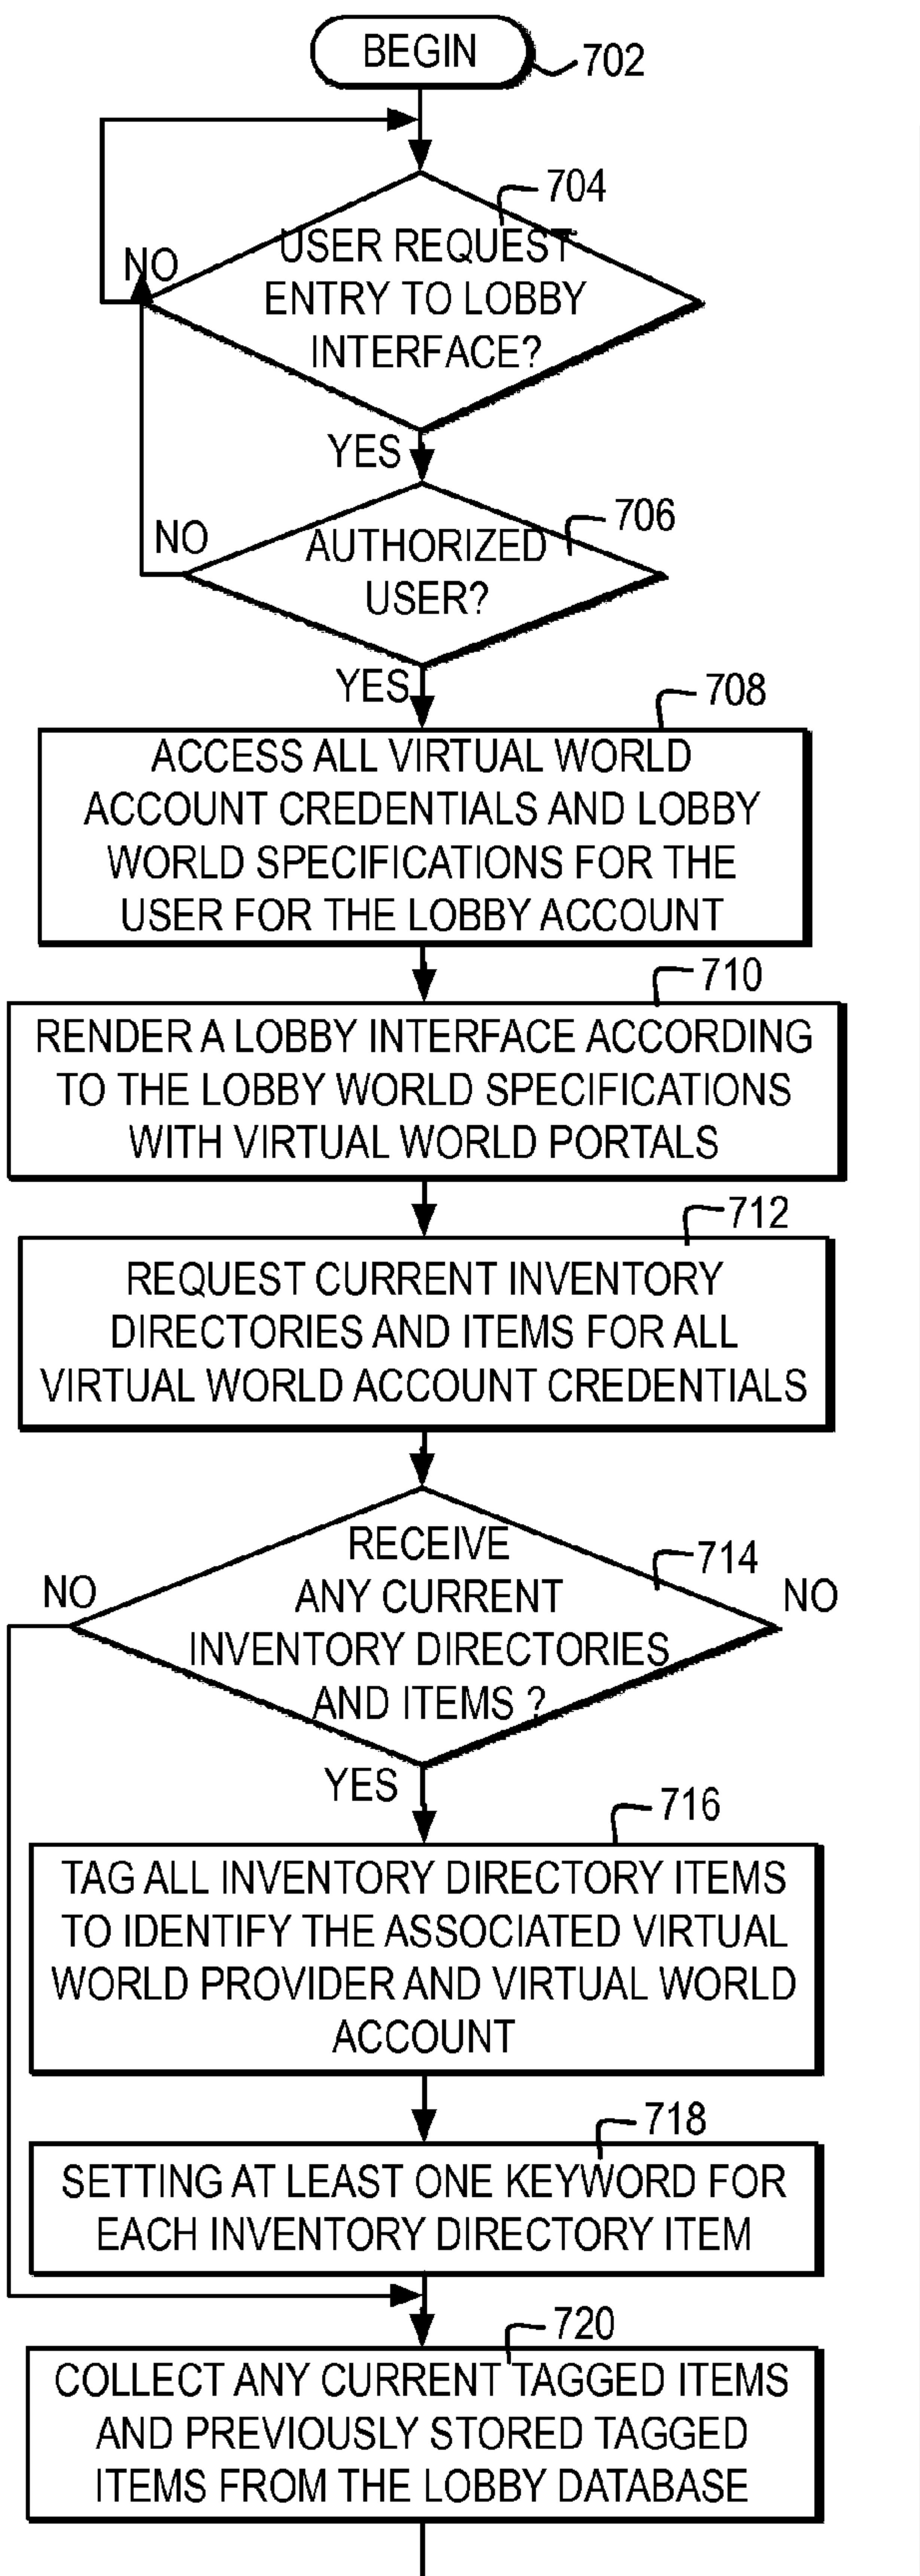 BEGIN
702
704
USER REQUEST
NO
ENTRY TO LOBBY
INTERFACE?
YES
706
NO
AUTHORIZED
USER?
YES
708
ACCESS ALL VIRTUAL WORLD
ACCOUNT CREDENTIALS AND LOBBY
WORLD SPECIFICATIONS FOR THE
USER FOR THE LOBBY ACCOUNT
710
RENDER A LOBBY INTERFACE ACCORDING
TO THE LOBBY WORLD SPECIFICATIONS
WITH VIRTUAL WORLD PORTALS
712
REQUEST CURRENT INVENTORY
DIRECTORIES AND ITEMS FOR ALL
VIRTUAL WORLD ACCOUNT CREDENTIALS
714
NO
NO
RECEIVE
ANY CURRENT
INVENTORY DIRECTORIES
AND ITEMS ?
YES
716
TAG ALL INVENTORY DIRECTORY ITEMS
TO IDENTIFY THE ASSOCIATED VIRTUAL
WORLD PROVIDER AND VIRTUAL WORLD
ACCOUNT
718
SETTING AT LEAST ONE KEYWORD FOR
EACH INVENTORY DIRECTORY ITEM
720
COLLECT ANY CURRENT TAGGED ITEMS
AND PREVIOUSLY STORED TAGGED
ITEMS FROM THE LOBBY DATABASE